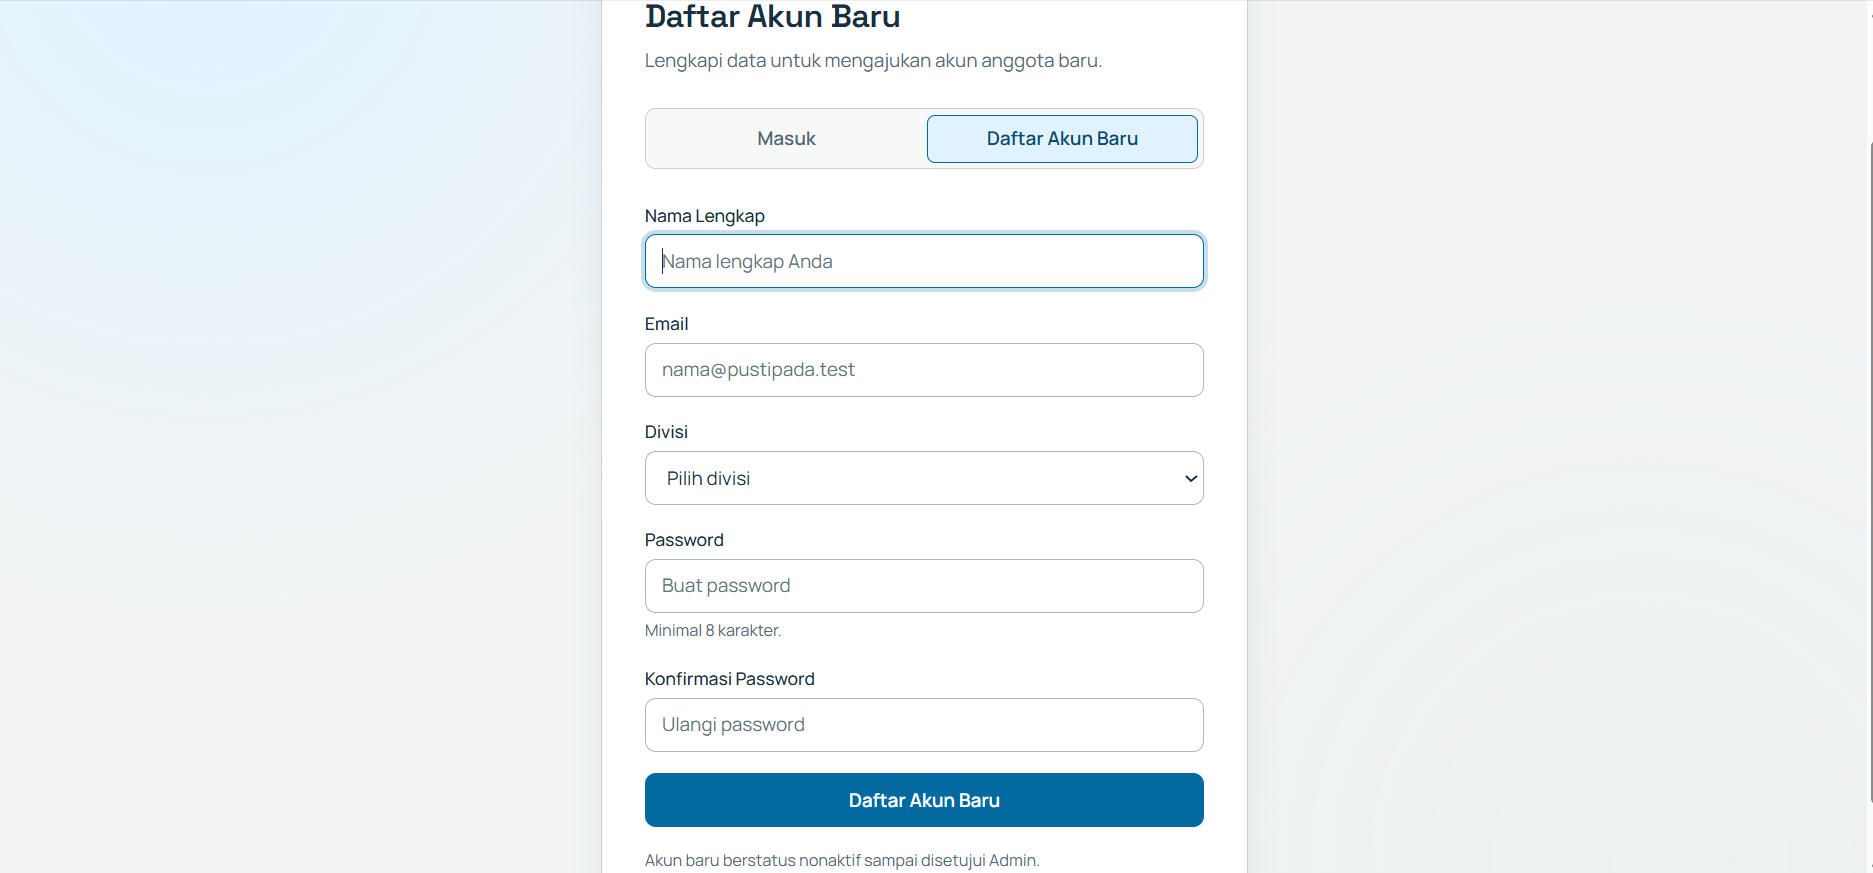 Daftar Akun Baru
Lengkapi data untuk mengajukan akun anggota baru.
Masuk
Daftar Akun Baru
Nama Lengkap
Nama lengkap Anda
Email
nama@pustipada.test
Divisi
Pilih divisi
Password
Buat password
Minimal 8 karakter.
Konfirmasi Password
Ulangi password
Daftar Akun Baru
Akun baru berstatus nonaktif sampai disetujui Admin.